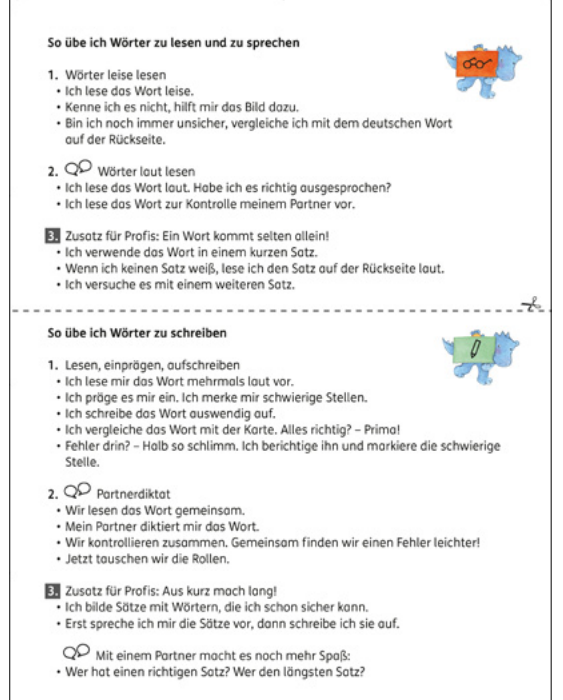 So übe ich Wörter zu lesen und zu sprechen
1. Wörter leise lesen
• Ich lese das Wort leise.
• Kenne ich es nicht, hilft mir das Bild dazu.
• Bin ich noch immer unsicher, vergleiche ich mit dem deutschen Wort
auf der Rückseite.
2. Wörter laut lesen
• Ich lese das Wort laut. Habe ich es richtig ausgesprochen?
• Ich lese das Wort zur Kontrolle meinem Partner vor.
3. Zusatz für Profis: Ein Wort kommt selten allein!
• Ich verwende das Wort in einem kurzen Satz.
• Wenn ich keinen Satz weiß, lese ich den Satz auf der Rückseite laut.
• Ich versuche es mit einem weiteren Satz.
So übe ich Wörter zu schreiben
1. Lesen, einprägen, aufschreiben
• Ich lese mir das Wort mehrmals laut vor.
• Ich präge es mir ein. Ich merke mir schwierige Stellen.
• Ich schreibe das Wort auswendig auf.
• Ich vergleiche das Wort mit der Karte. Alles richtig? – Prima!
• Fehler drin? – Halb so schlimm. Ich berichtige ihn und markiere die schwierige
Stelle.
2. Partnerdiktat
• Wir lesen das Wort gemeinsam.
• Mein Partner diktiert mir das Wort.
• Wir kontrollieren zusammen. Gemeinsam finden wir einen Fehler leichter!
• Jetzt tauschen wir die Rollen.
3. Zusatz für Profis: Aus kurz mach lang!
• Ich bilde Sätze mit Wörtern, die ich schon sicher kann.
• Erst spreche ich mir die Sätze vor, dann schreibe ich sie auf.
Mit einem Partner macht es noch mehr Spaß:
• Wer hat einen richtigen Satz? Wer den längsten Satz?